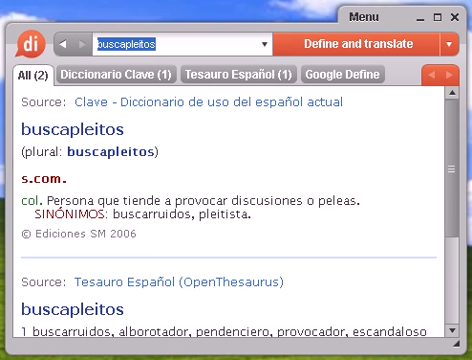 Menu
di
buscapleitos
Define and translate
All (2)
Diccionario Clave (1)
Tesauro Español (1)
Google Define
Source: Clave - Diccionario de uso del español actual
buscapleitos
(plural: buscapleitos)
s.com.
col. Persona que tiende a provocar discusiones o peleas.
SINÓNIMOS: buscarruidos, pleitista.
© Ediciones SM 2006
Source: Tesauro Español (OpenThesaurus)
buscapleitos
1 buscarruidos, alborotador, pendenciero, provocador, escandaloso